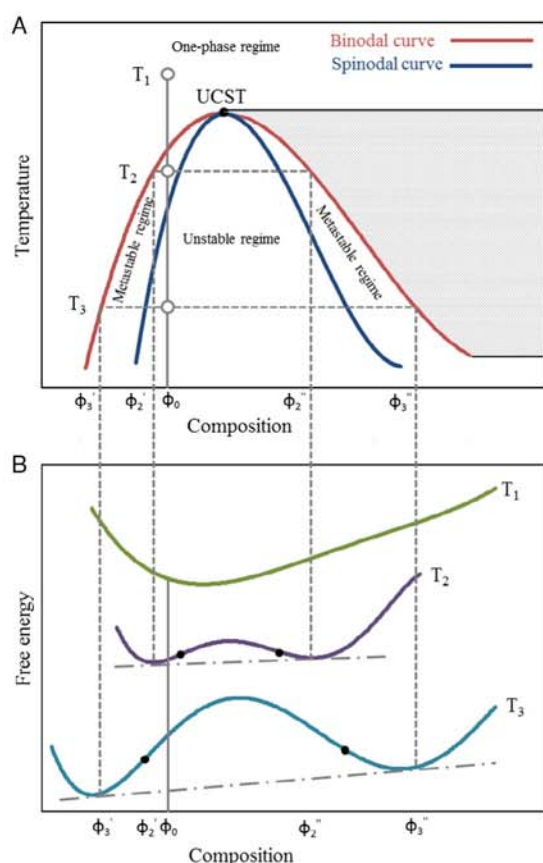 A
One-phase regime
Binodal curve
Spinodal curve
T1
UCST
T2
Metastable regime
Unstable regime
Metastable regime
T3
Temperature
ϕ3' ϕ2' ϕ0 ϕ2'' ϕ3''
Composition
B
T1
T2
T3
Free energy
ϕ3' ϕ2' ϕ0 ϕ2'' ϕ3''
Composition